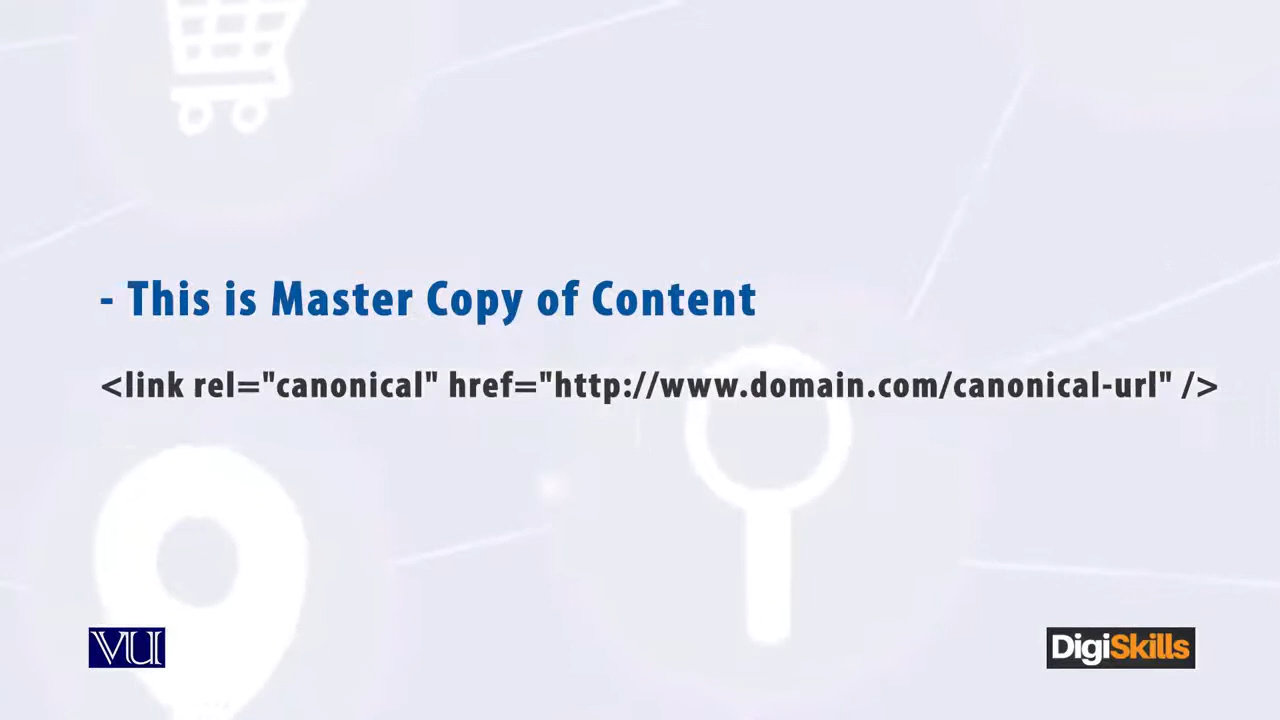 - This is Master Copy of Content
<link rel="canonical" href="http://www.domain.com/canonical-url" />
VU
DigiSkills